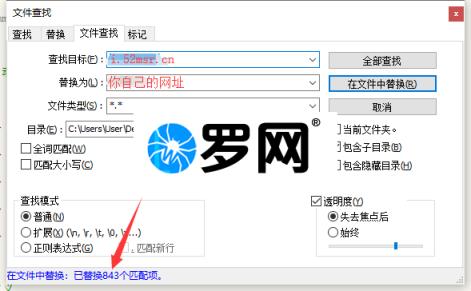 文件查找
查找 替换 文件查找 标记
查找目标(F): i.52msr.cn 全部查找
替换为(L): 你自己的网址 在文件中替换(R)
文件类型(S): *.* 取消
目录(E): C:\Users\User\De 当前文件夹。
全词匹配(W) 包含子目录(B)
匹配大小写(C) 包含隐藏目录(H)
罗网®
查找模式 透明度(Y)
普通(N) 失去焦点后
扩展(X) (\n, \r, \t, \0, \x...) 始终
正则表达式(G) . 匹配新行
在文件中替换: 已替换843个匹配项。